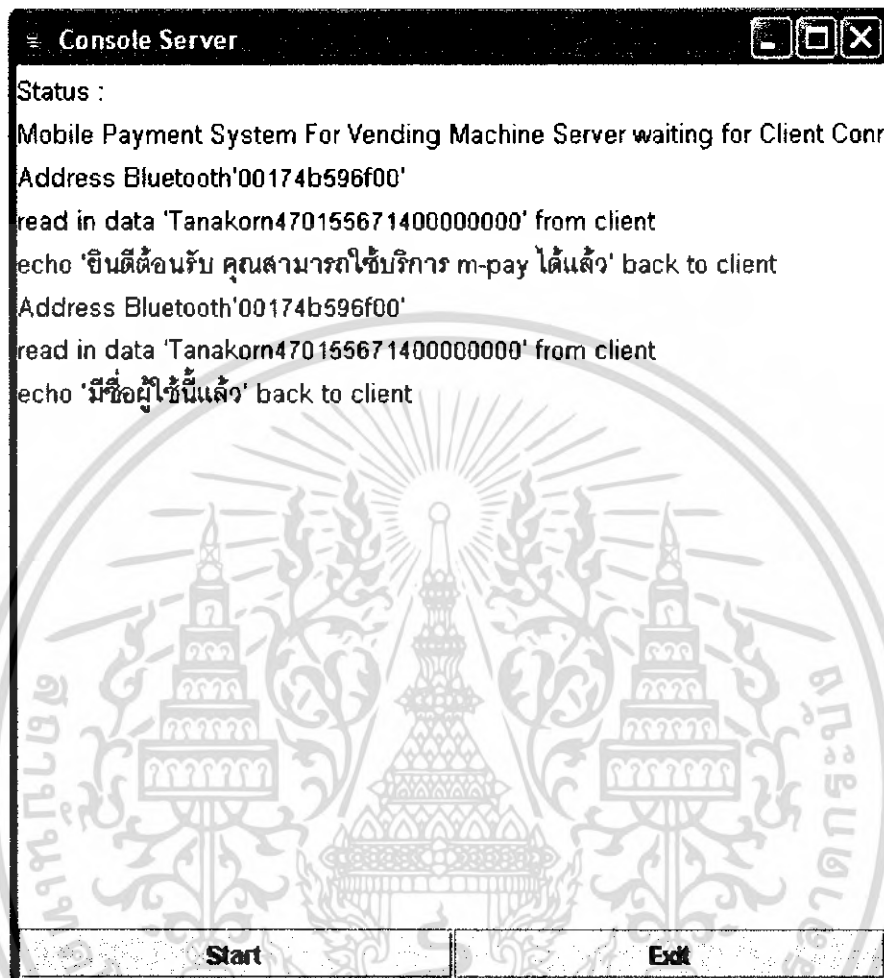 Console Server
Status :
Mobile Payment System For Vending Machine Server waiting for Client Conr
Address Bluetooth'00174b596f00'
read in data 'Tanakorn470155671400000000' from client
echo 'ยินดีต้อนรับ คุณสามารถใช้บริการ m-pay ได้แล้ว' back to client
Address Bluetooth'00174b596f00'
read in data 'Tanakorn470155671400000000' from client
echo 'มีชื่อผู้ใช้นี้แล้ว' back to client
Start
Exit